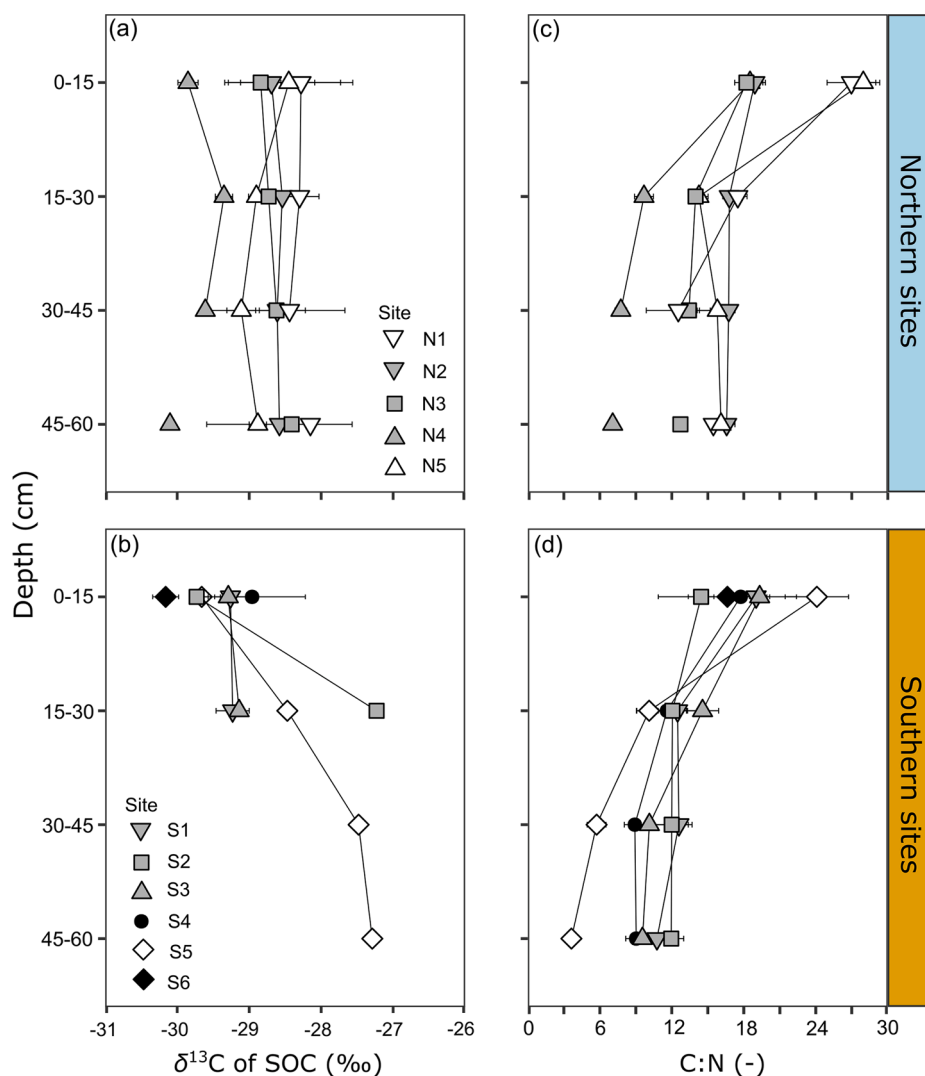 (a)
0-15
15-30
30-45
45-60
Site
N1
N2
N3
N4
N5
(c)
Northern sites
Depth (cm)
(b)
0-15
15-30
30-45
45-60
Site
S1
S2
S3
S4
S5
S6
-31 -30 -29 -28 -27 -26
δ¹³C of SOC (‰)
(d)
Southern sites
0 6 12 18 24 30
C:N (-)